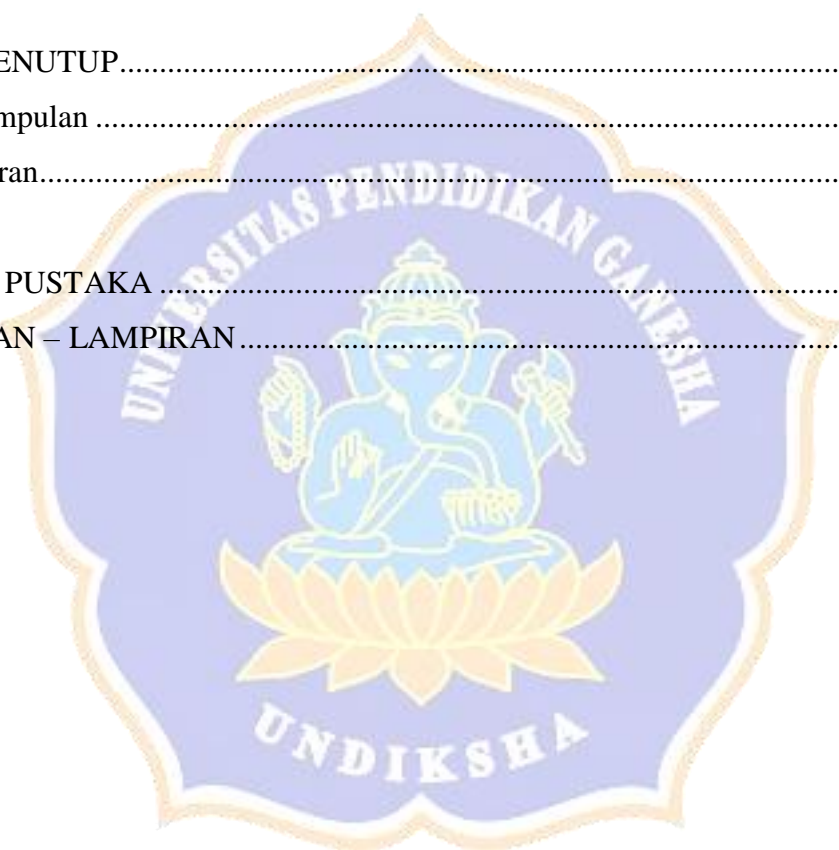 ENUTUP..........................................................................................
mpulan .............................................................................................
ran....................................................................................................
PUSTAKA .....................................................................................
AN – LAMPIRAN...........................................................................
UNIVERSITAS PENDIDIKAN GANESHA
UNDIKSHA